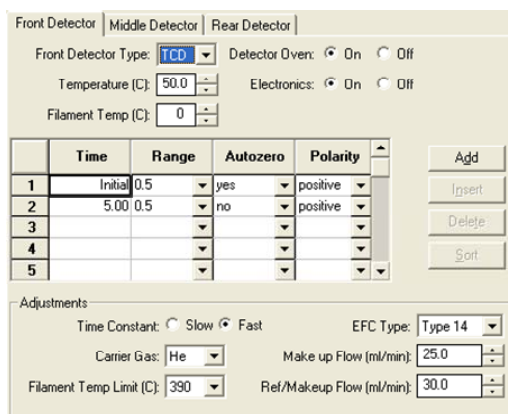 Front Detector Middle Detector Rear Detector
Front Detector Type: TCD Detector Oven: On Off
Temperature (C): 50.0 Electronics: On Off
Filament Temp (C): 0
Time Range Autozero Polarity
1 Initial 0.5 yes positive
2 5.00 0.5 no positive
3
4
5
Add
Insert
Delete
Sort
Adjustments
Time Constant: Slow Fast EFC Type: Type 14
Carrier Gas: He Make up Flow (ml/min): 25.0
Filament Temp Limit (C): 390 Ref/Makeup Flow (ml/min): 30.0